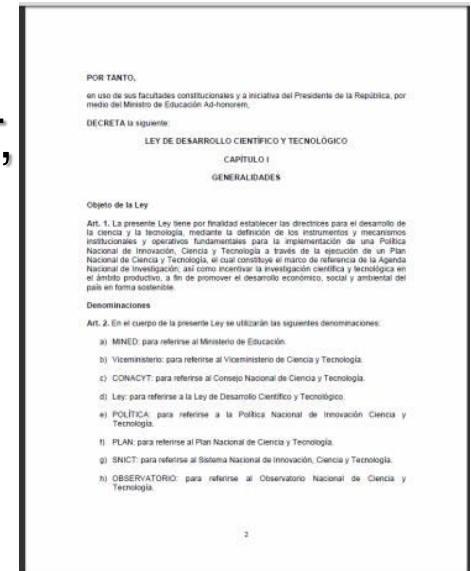 POR TANTO,
en uso de sus facultades constitucionales y a iniciativa del Presidente de la República, por
medio del Ministro de Educación Ad-honorem,
DECRETA la siguiente:
LEY DE DESARROLLO CIENTÍFICO Y TECNOLÓGICO
CAPÍTULO I
GENERALIDADES
Objeto de la Ley
Art. 1. La presente Ley tiene por finalidad establecer las directrices para el desarrollo de
la ciencia y la tecnología, mediante la definición de los instrumentos y mecanismos
institucionales y operativos fundamentales para la implementación de una Política
Nacional de Innovación, Ciencia y Tecnología a través de la ejecución de un Plan
Nacional de Ciencia y Tecnología, el cual constituye el marco de referencia de la Agenda
Nacional de Investigación; así como incentivar la investigación científica y tecnológica en
el ámbito productivo, a fin de promover el desarrollo económico, social y ambiental del
país en forma sostenible.
Denominaciones
Art. 2. En el cuerpo de la presente Ley se utilizarán las siguientes denominaciones:
a) MINED: para referirse al Ministerio de Educación.
b) Viceministerio: para referirse al Viceministerio de Ciencia y Tecnología.
c) CONACYT: para referirse al Consejo Nacional de Ciencia y Tecnología.
d) Ley: para referirse a la Ley de Desarrollo Científico y Tecnológico.
e) POLÍTICA: para referirse a la Política Nacional de Innovación Ciencia y
Tecnología.
f) PLAN: para referirse al Plan Nacional de Ciencia y Tecnología.
g) SNICT: para referirse al Sistema Nacional de Innovación, Ciencia y Tecnología.
h) OBSERVATORIO: para referirse al Observatorio Nacional de Ciencia y
Tecnología.
2